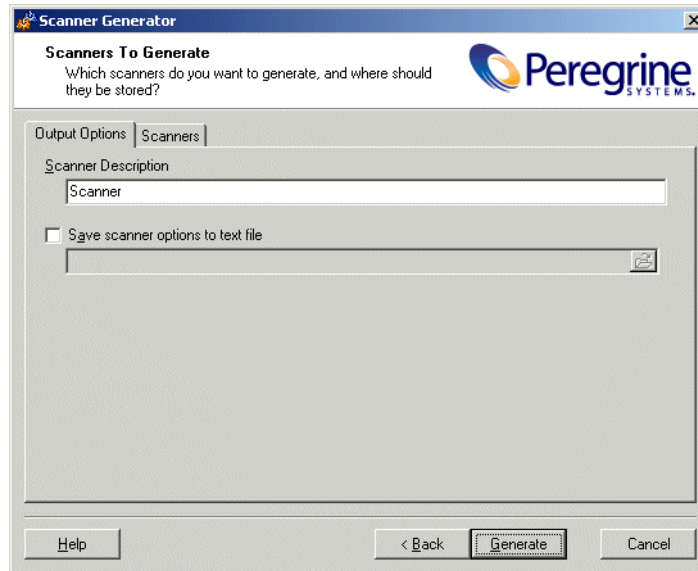 Scanner Generator
Scanners To Generate
Which scanners do you want to generate, and where should
they be stored?
Peregrine
SYSTEMS.
Output Options
Scanners
Scanner Description
Scanner
Save scanner options to text file
Help
< Back
Generate
Cancel